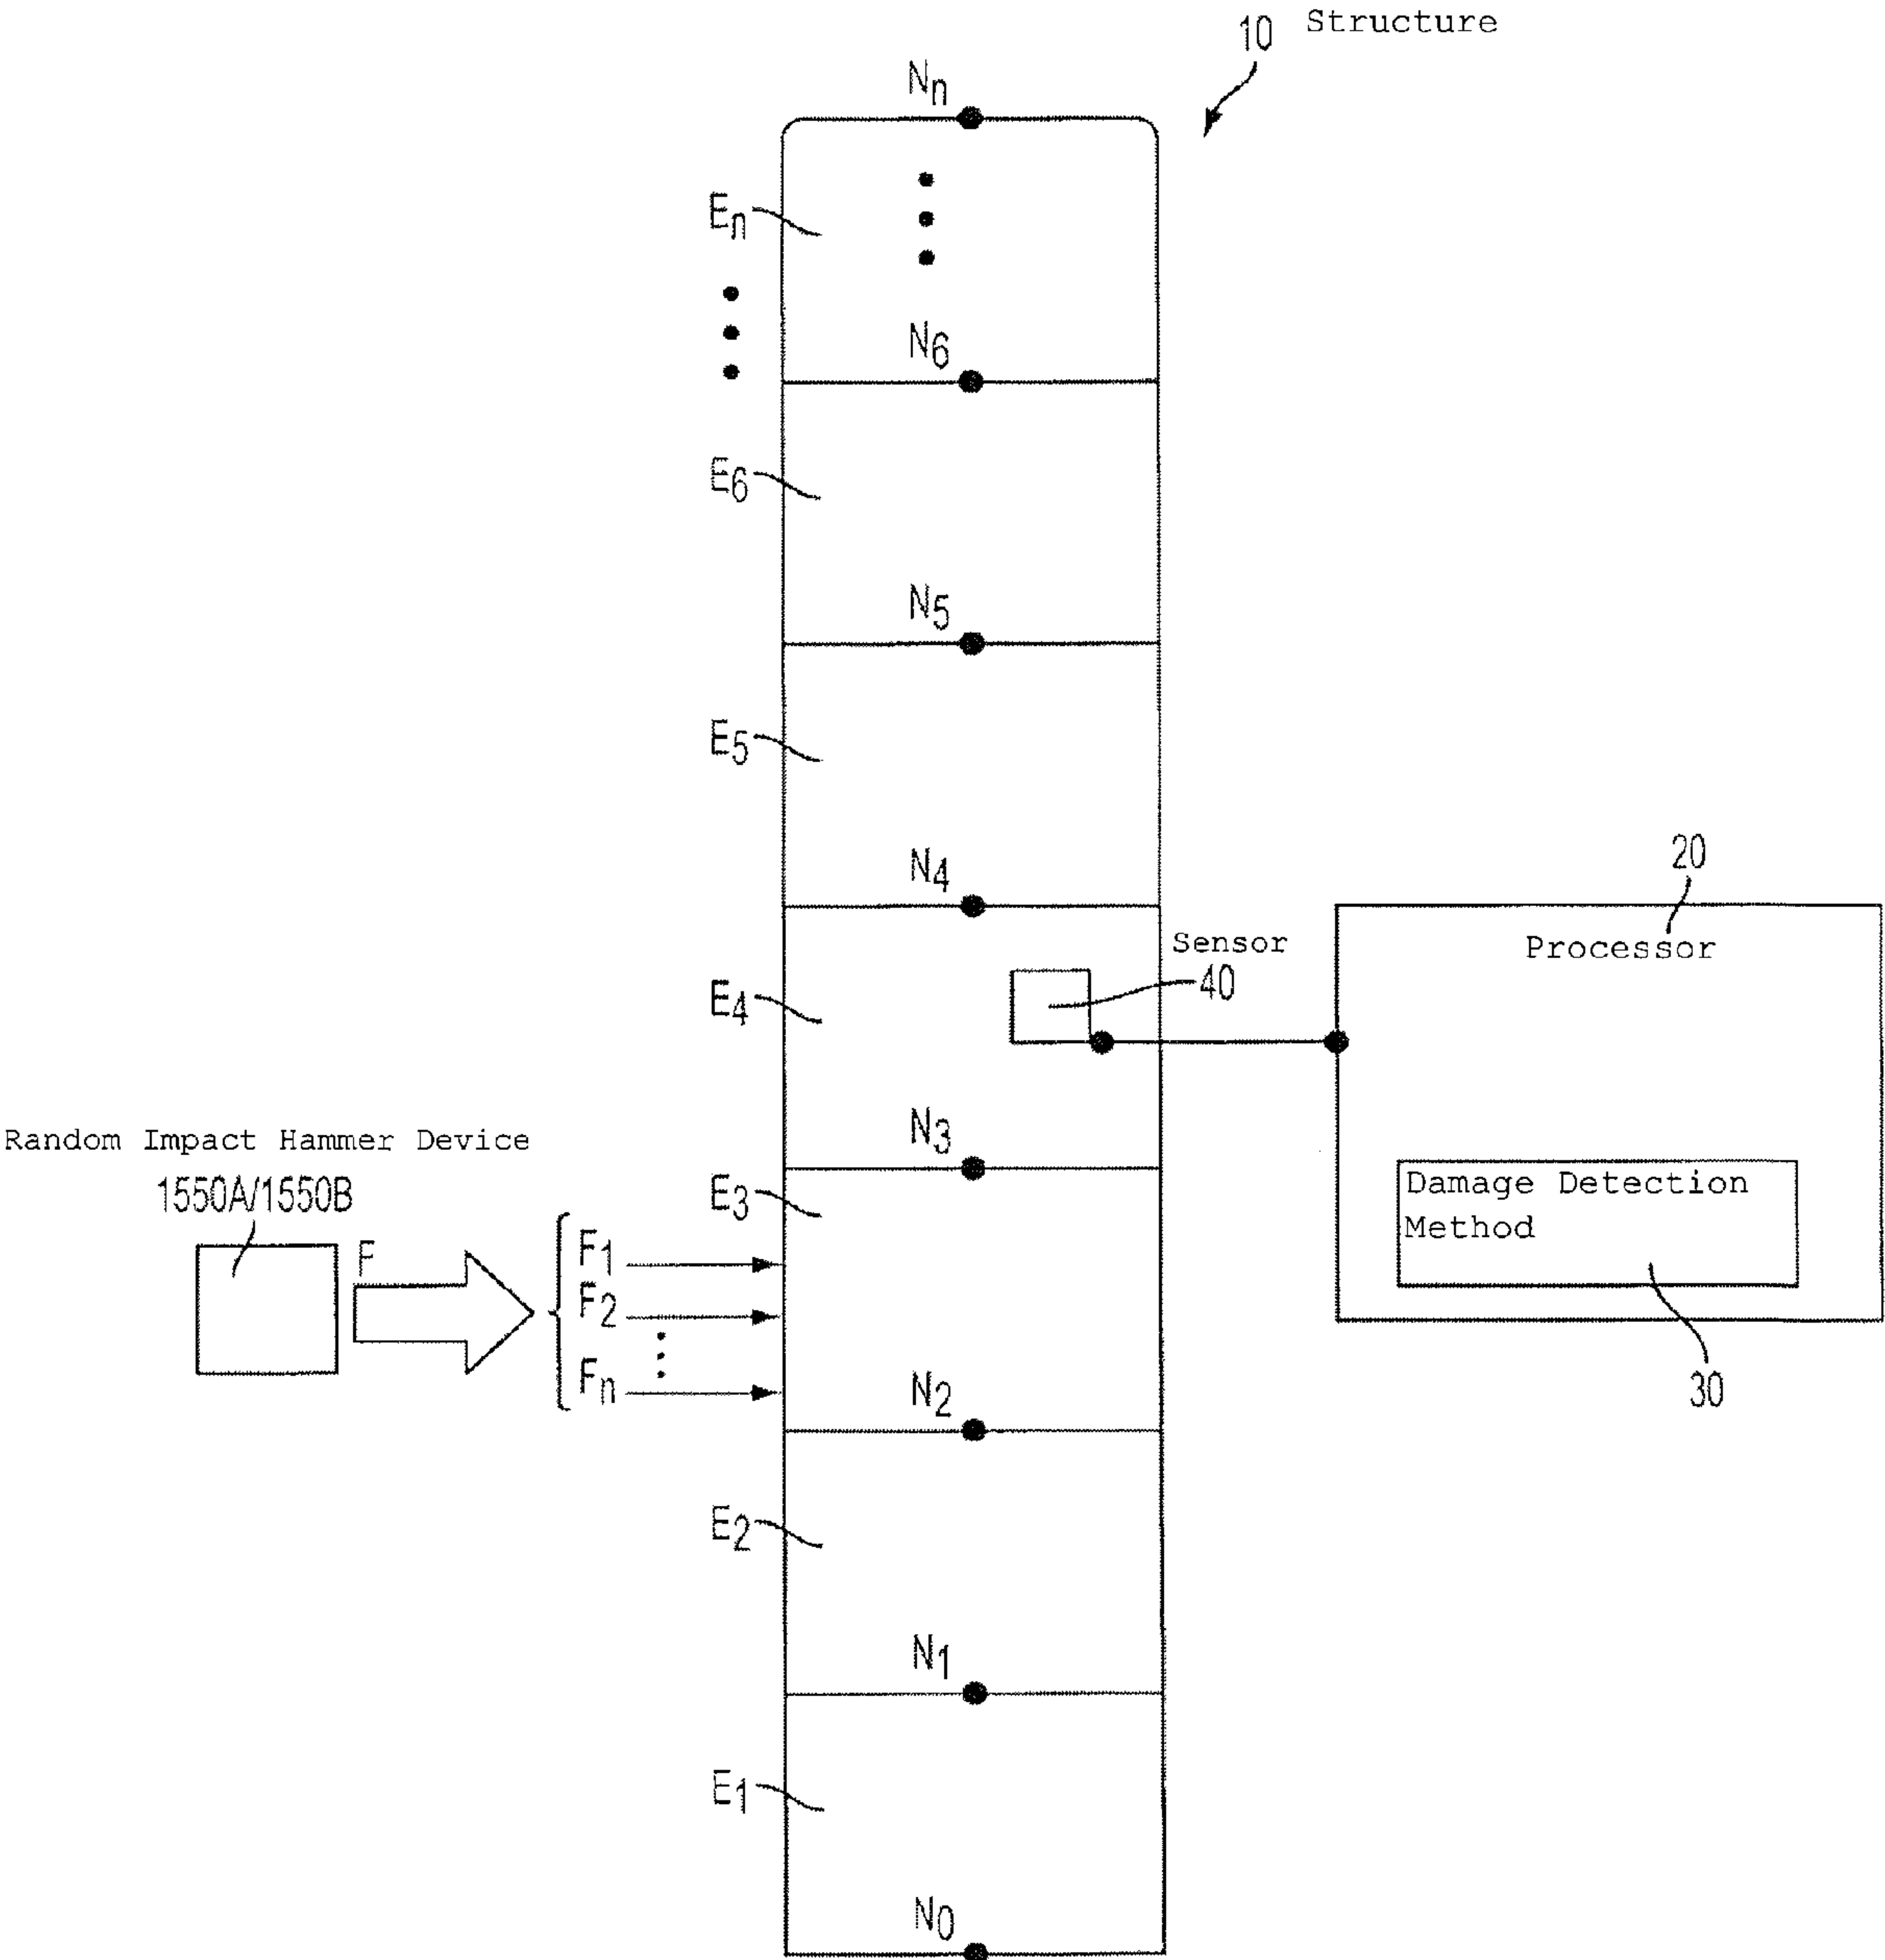 10 Structure
Nn
En
N6
E6
N5
E5
N4
20
Processor
Sensor
40
E4
N3
Random Impact Hammer Device
1550A/1550B
E3
Damage Detection
Method
F
F1
F2
Fn
30
N2
E2
N1
E1
N0